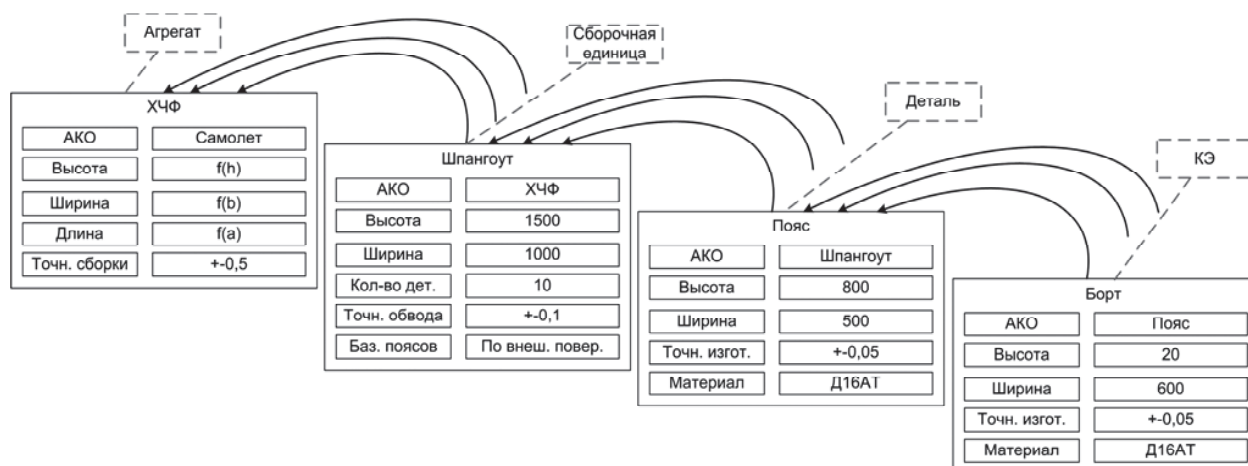 Агрегат
ХЧФ
АКО Самолет
Высота f(h)
Ширина f(b)
Длина f(a)
Точн. сборки +-0,5
Сборочная
единица
Шпангоут
АКО ХЧФ
Высота 1500
Ширина 1000
Кол-во дет. 10
Точн. обвода +-0,1
Баз. поясов По внеш. повер.
Деталь
Пояс
АКО Шпангоут
Высота 800
Ширина 500
Точн. изгот. +-0,05
Материал Д16АТ
КЭ
Борт
АКО Пояс
Высота 20
Ширина 600
Точн. изгот. +-0,05
Материал Д16АТ